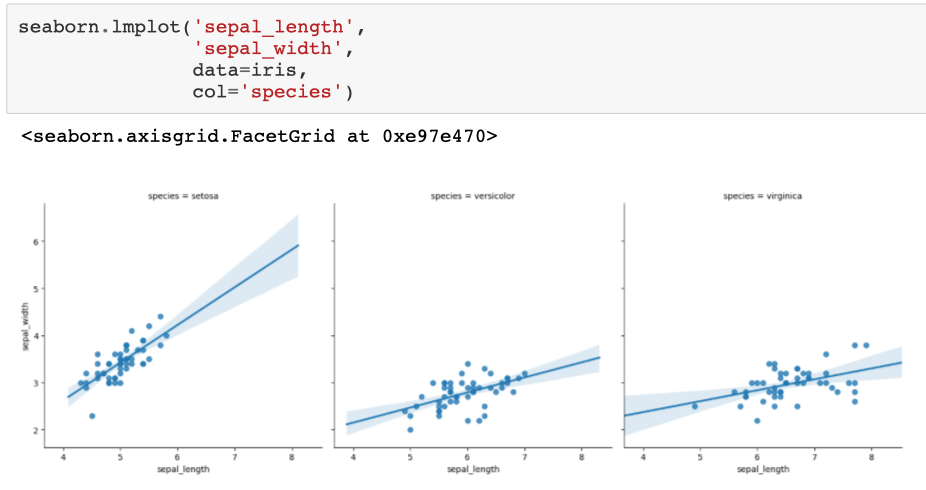 seaborn.lmplot('sepal_length',
'sepal_width',
data=iris,
col='species')
<seaborn.axisgrid.FacetGrid at 0xe97e470>
species = setosa
species = versicolor
species = virginica
6
5
4
3
2
sepal_width
4 5 6 7 8
4 5 6 7 8
4 5 6 7 8
sepal_length
sepal_length
sepal_length